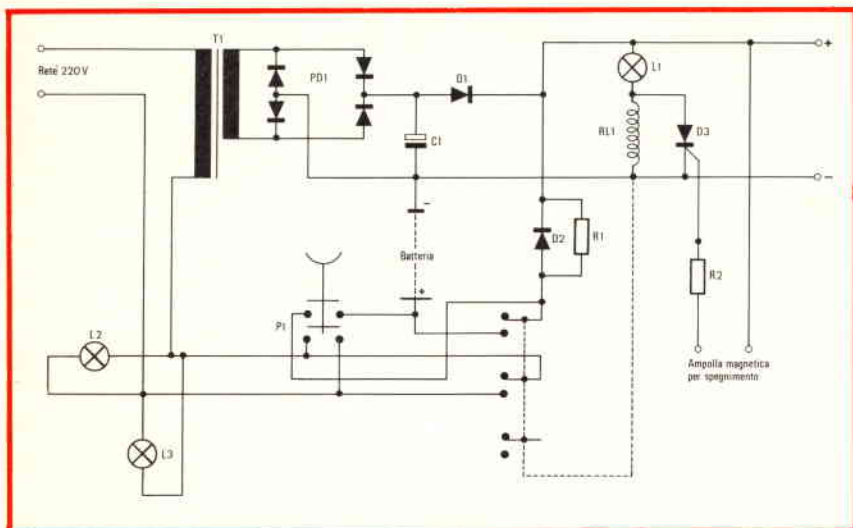 T1
Rete 220 V
PD1
D1
C1
L1
RL1
D3
+
−
−
Batteria
+
D2
R1
R2
P1
L2
L3
Ampolla magnetica
per spegnimento